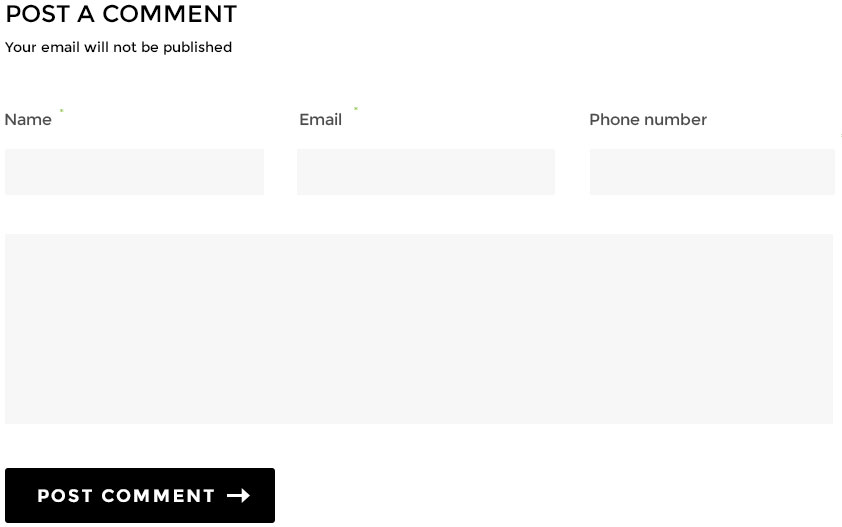 POST A COMMENT
Your email will not be published
Name * Email * Phone number
POST COMMENT →